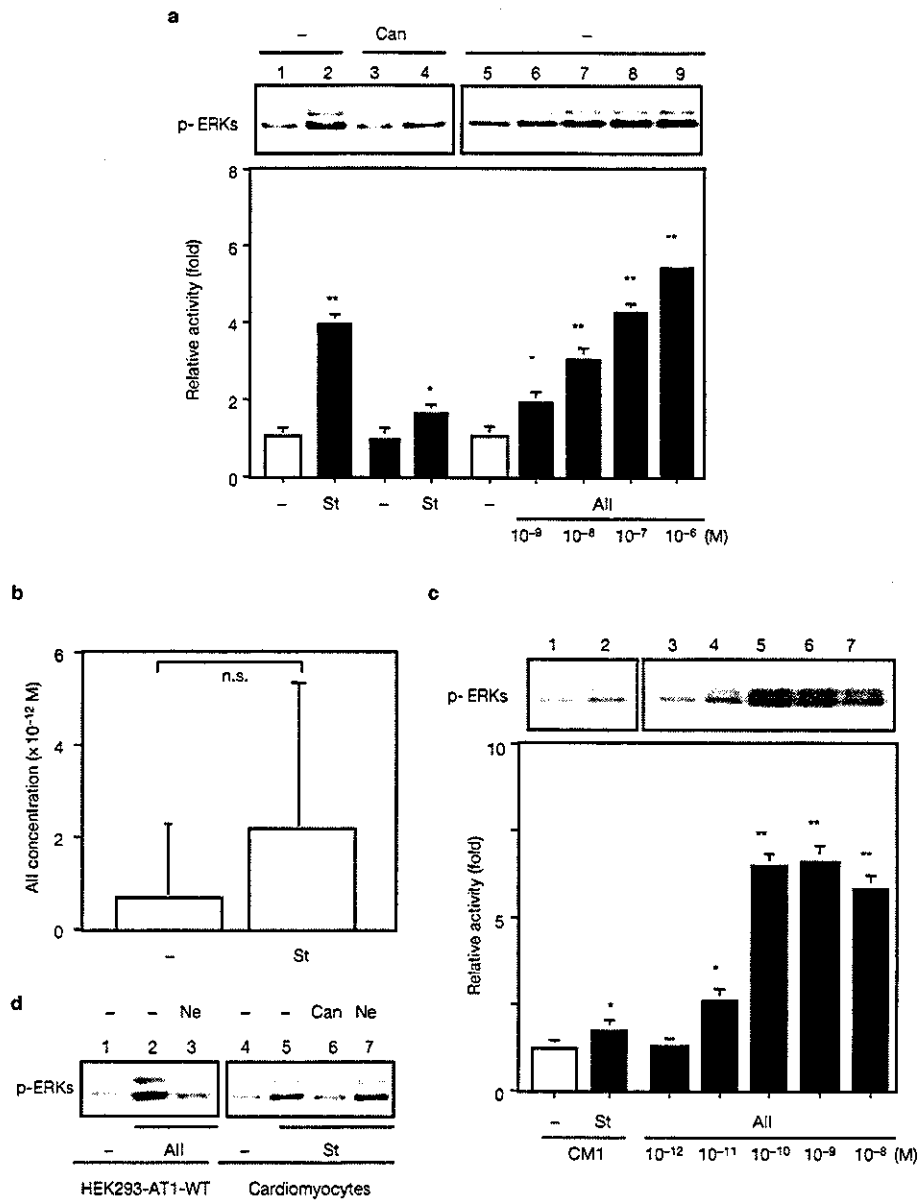 a
– Can –
1 2 3 4 5 6 7 8 9
p-ERKs
8
6
4
2
0
Relative activity (fold)
** * * ** ** **
– St – St – All
10⁻⁹ 10⁻⁸ 10⁻⁷ 10⁻⁶ (M)
b
6
4
2
0
All concentration (x 10⁻¹² M)
n.s.
– St
c
1 2 3 4 5 6 7
p-ERKs
10
5
0
Relative activity (fold)
* * ** ** **
– St All
CM1 10⁻¹² 10⁻¹¹ 10⁻¹⁰ 10⁻⁹ 10⁻⁸ (M)
d
– – Ne – – Can Ne
1 2 3 4 5 6 7
p-ERKs
– All – St
HEK293-AT1-WT Cardiomyocytes